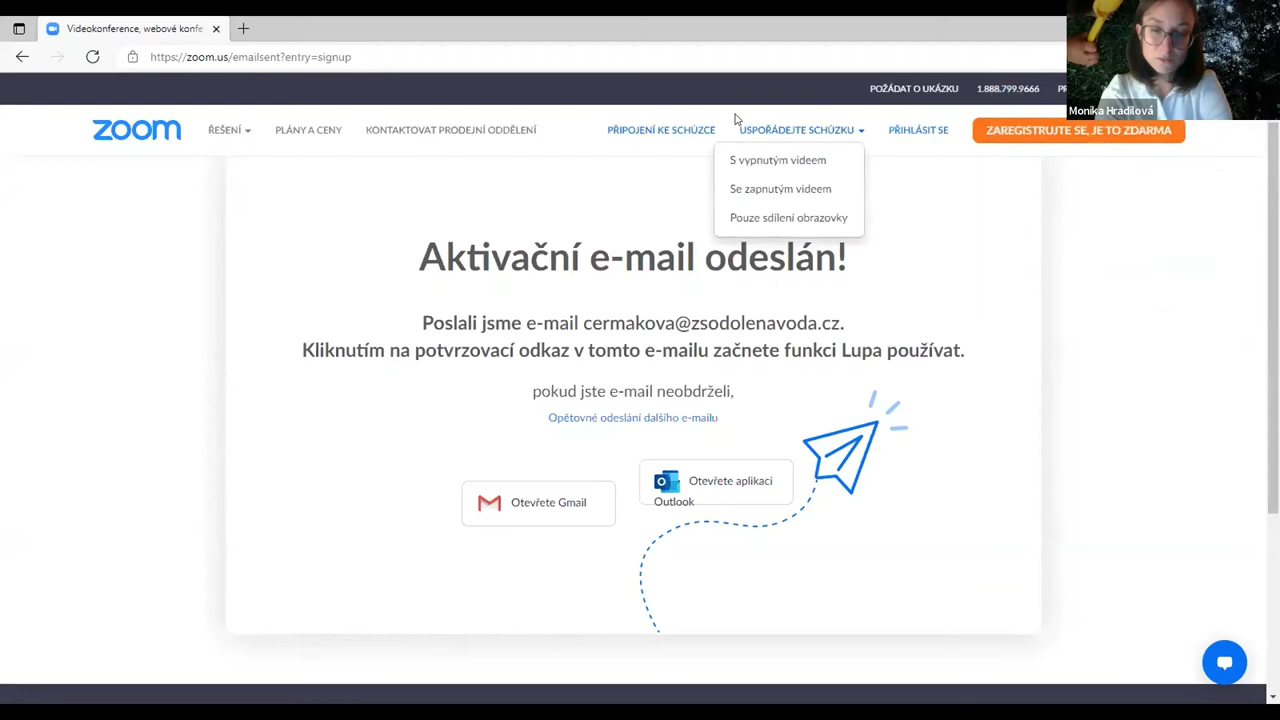 Videokonference, webové konfe
https://zoom.us/emailsent?entry=signup
POŽÁDAT O UKÁZKU 1.888.799.9666
Monika Hradilová
zoom ŘEŠENÍ PLÁNY A CENY KONTAKTOVAT PRODEJNÍ ODDĚLENÍ PŘIPOJENÍ KE SCHŮZCE USPOŘÁDEJTE SCHŮZKU PŘIHLÁSIT SE ZAREGISTRUJTE SE, JE TO ZDARMA
S vypnutým videem
Se zapnutým videem
Pouze sdílení obrazovky
Aktivační e-mail odeslán!
Poslali jsme e-mail cermakova@zsodolenavoda.cz.
Kliknutím na potvrzovací odkaz v tomto e-mailu začnete funkci Lupa používat.
pokud jste e-mail neobdrželi,
Opětovné odeslání dalšího e-mailu
Otevřete Gmail
Otevřete aplikaci
Outlook